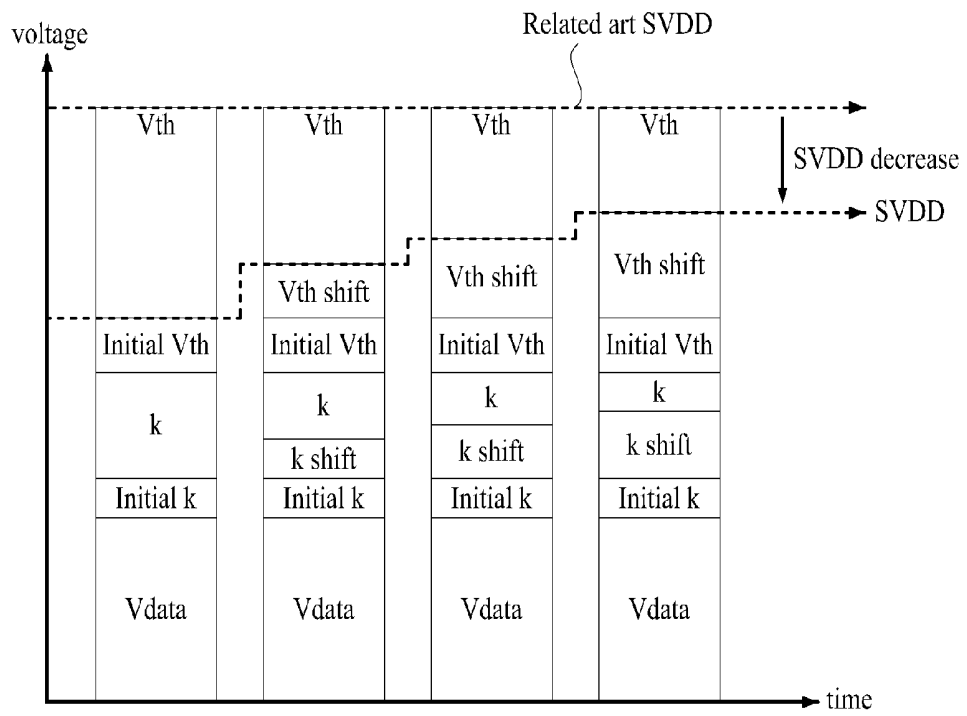 Related art SVDD
voltage
Vth Vth Vth Vth
SVDD decrease
SVDD
Vth shift Vth shift Vth shift
Initial Vth Initial Vth Initial Vth Initial Vth
k k k k
k shift k shift k shift
Initial k Initial k Initial k Initial k
Vdata Vdata Vdata Vdata
time